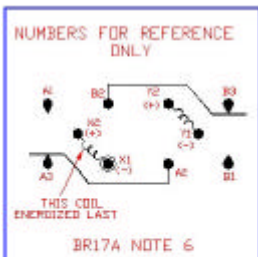 NUMBERS FOR REFERENCE
ONLY
A4 B2 Y2 B3
(+)
X2 Y1
(+) (-)
A3 X1 A2 B1
(-)
THIS COIL
ENERGIZED LAST
BR17A NOTE 6